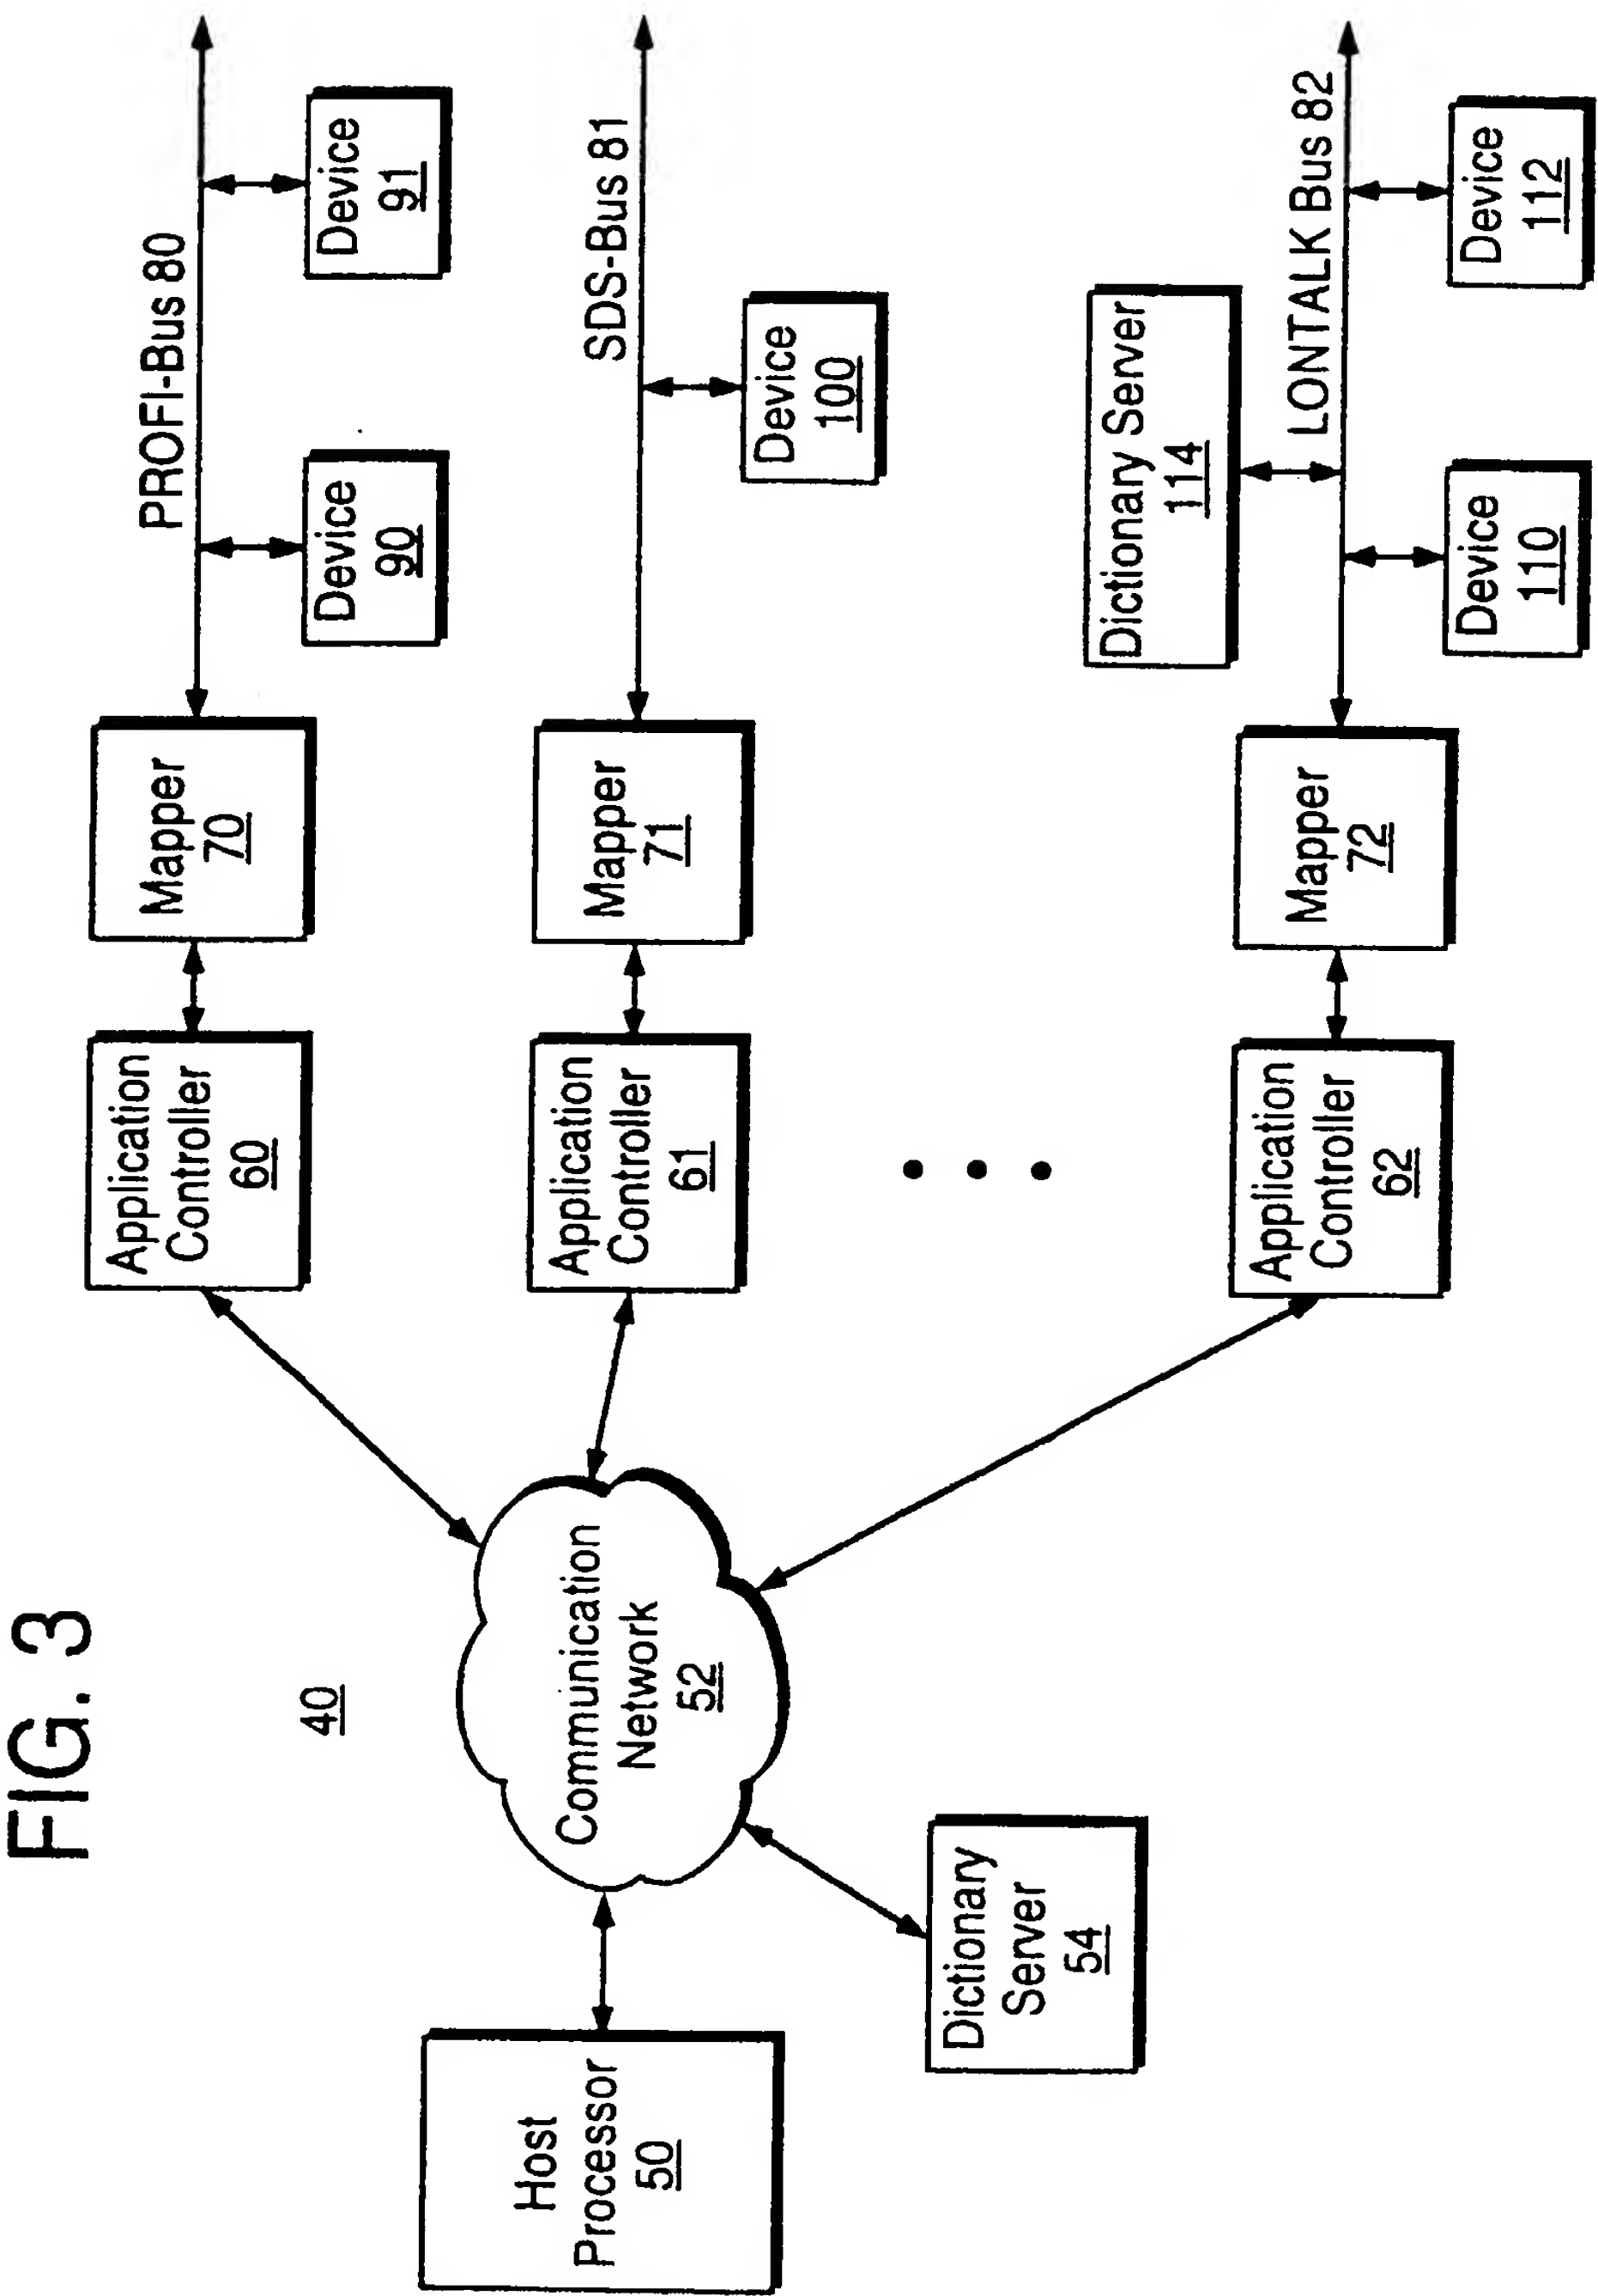 FIG. 3
40
Host
Processor
50
Communication
Network
52
Dictionary
Server
54
Application
Controller
60
Mapper
70
PROFI-Bus 80
Device
90
Device
91
Application
Controller
61
Mapper
71
SDS-Bus 81
Device
100
Application
Controller
62
Mapper
72
LONTALK Bus 82
Dictionary Server
114
Device
110
Device
112